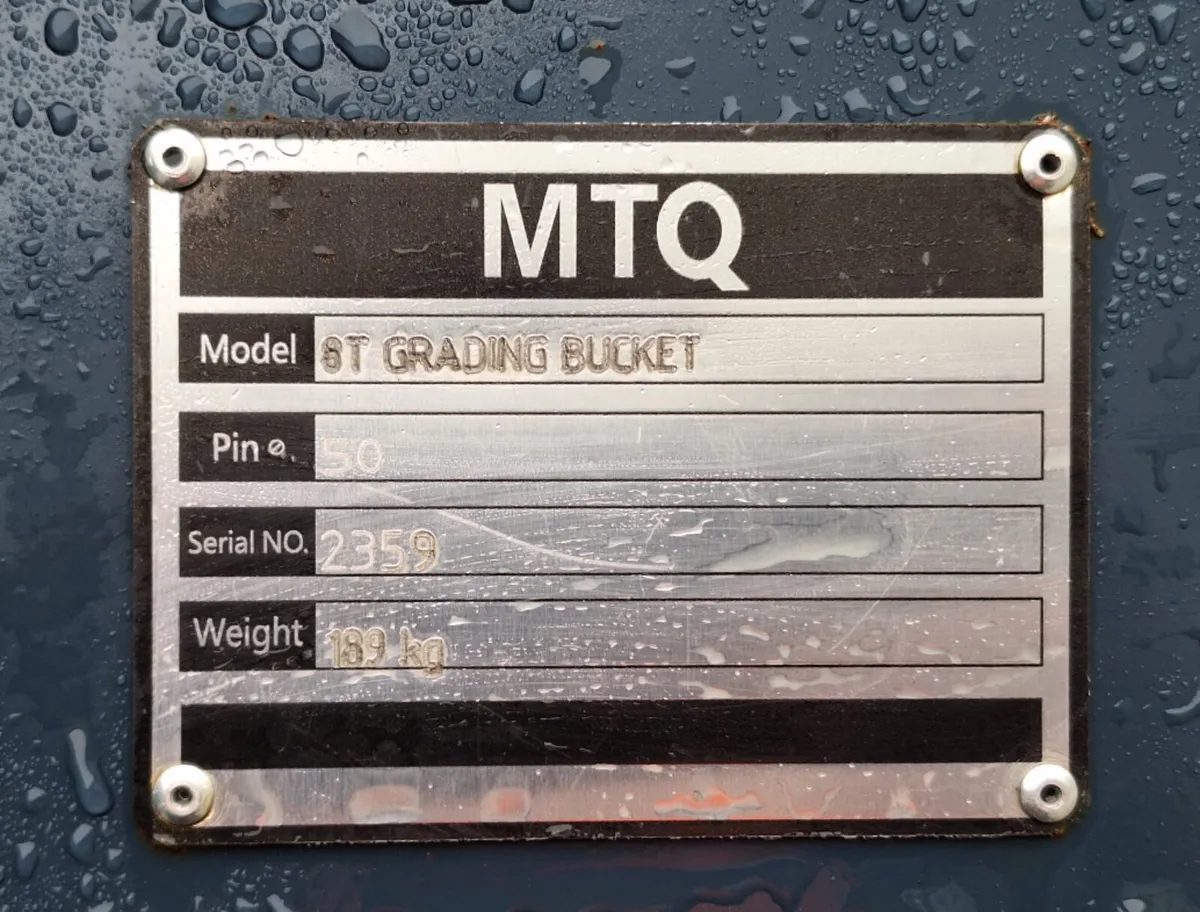 MTQ
Model 8T GRADING BUCKET
Pin ⌀. 50
Serial NO. 2359
Weight 189 kg